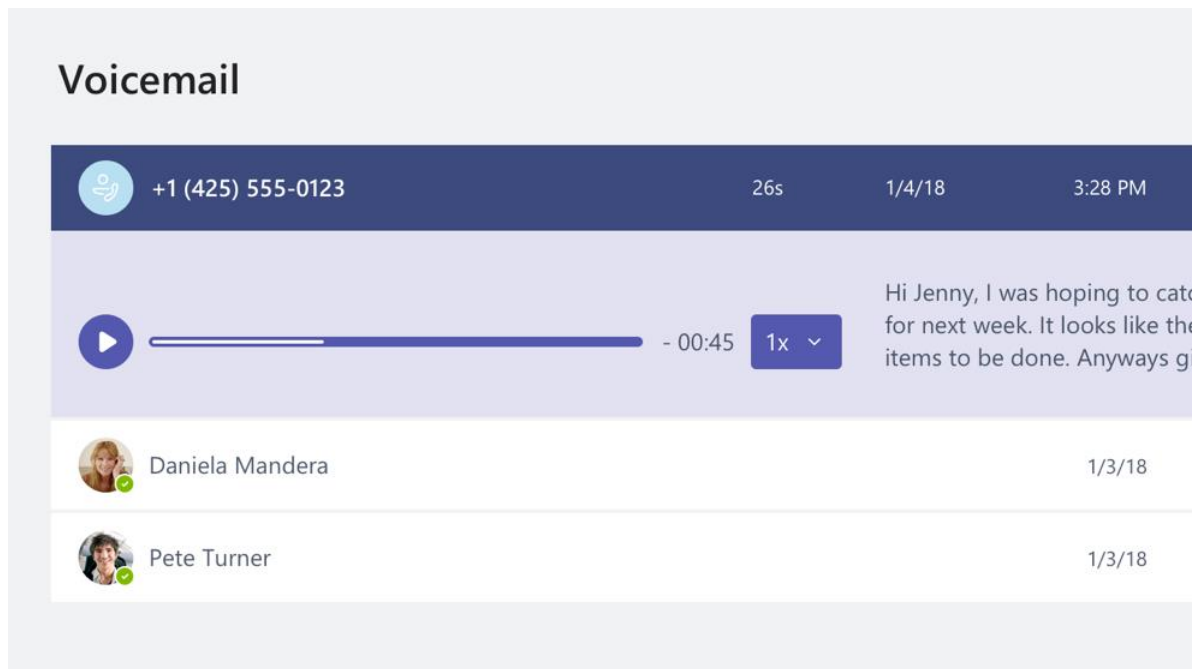 Voicemail
+1 (425) 555-0123 26s 1/4/18 3:28 PM
Hi Jenny, I was hoping to
for next week. It looks like
- 00:45 1x
items to be done. Anyways
Daniela Mandera 1/3/18
Pete Turner 1/3/18